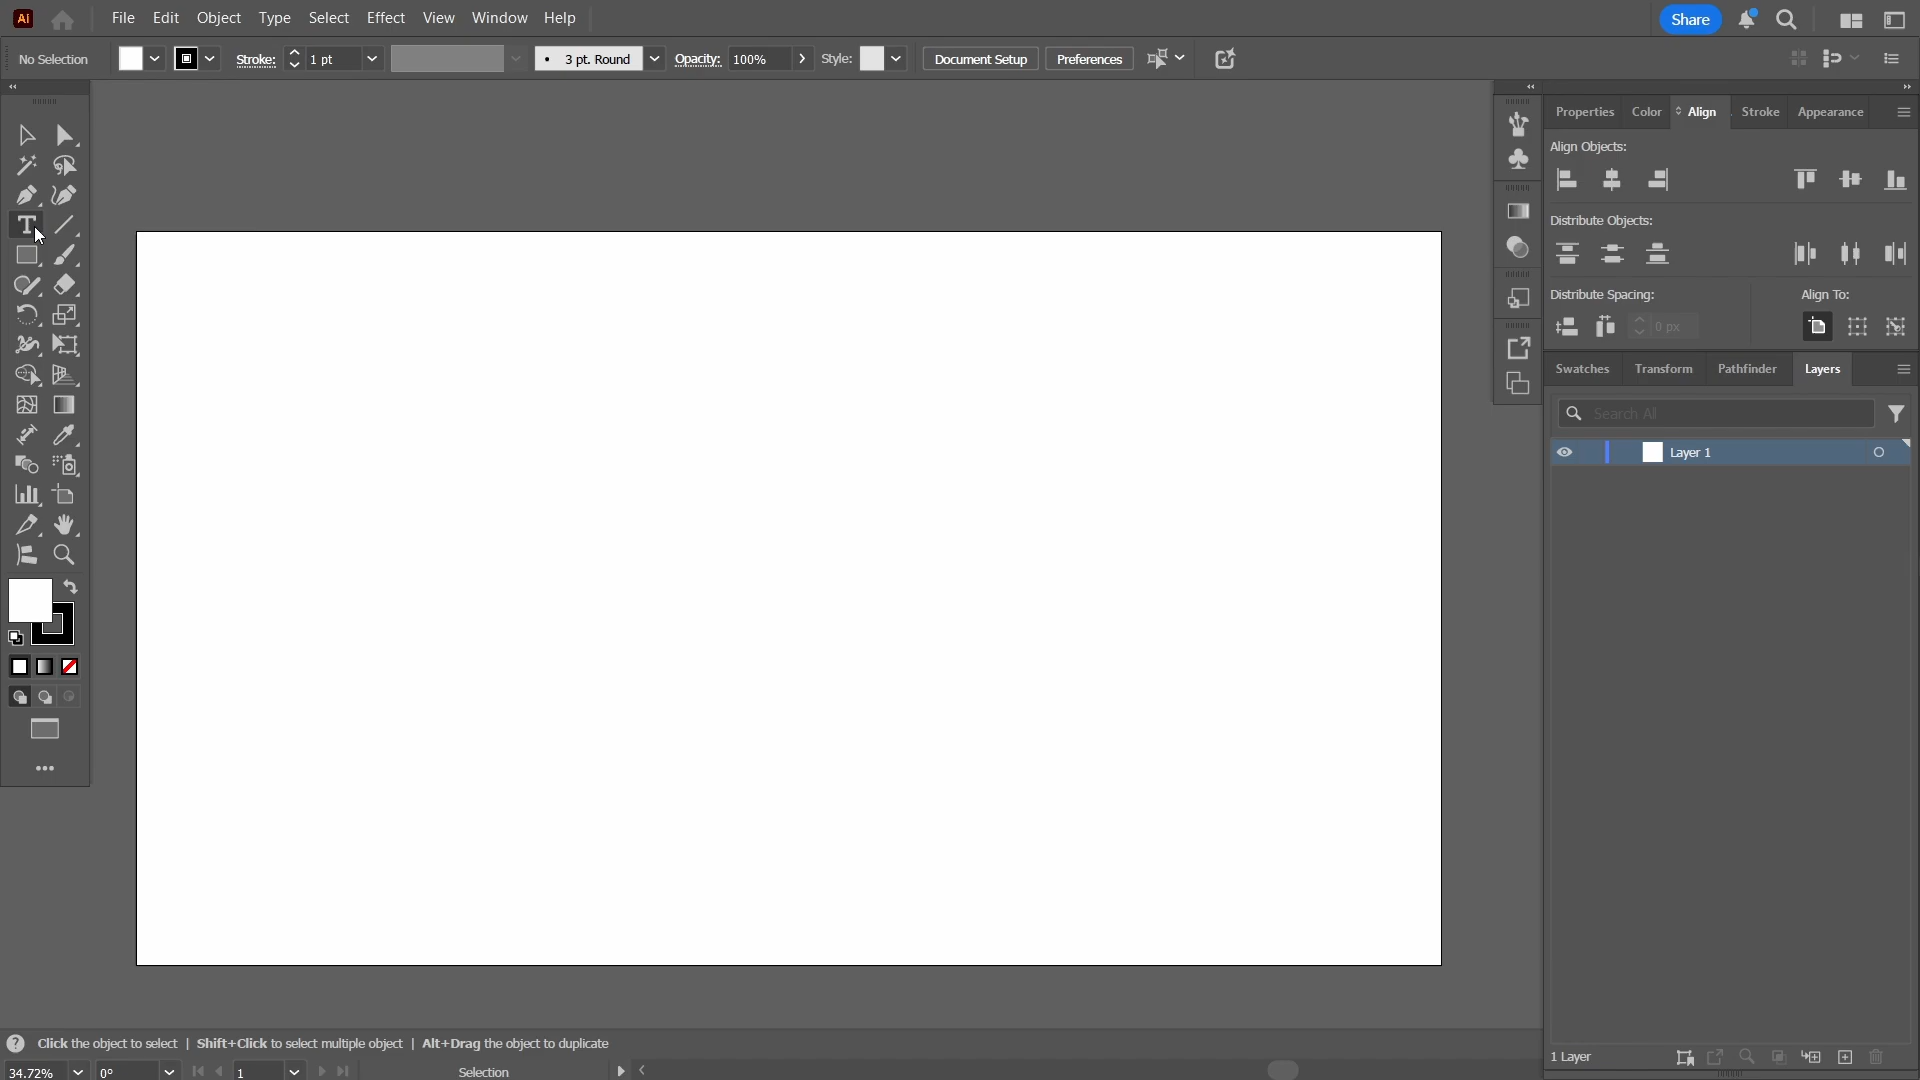 Ai File Edit Object Type Select Effect View Window Help Share
No Selection Stroke: 1 pt 3 pt. Round Opacity: 100% Style: Document Setup Preferences
Properties Color Align Stroke Appearance
Align Objects:
Distribute Objects:
Distribute Spacing: Align To:
0 px
Swatches Transform Pathfinder Layers
Search All
Layer 1
Click the object to select | Shift+Click to select multiple object | Alt+Drag the object to duplicate
1 Layer
34.72% 0° 1 Selection